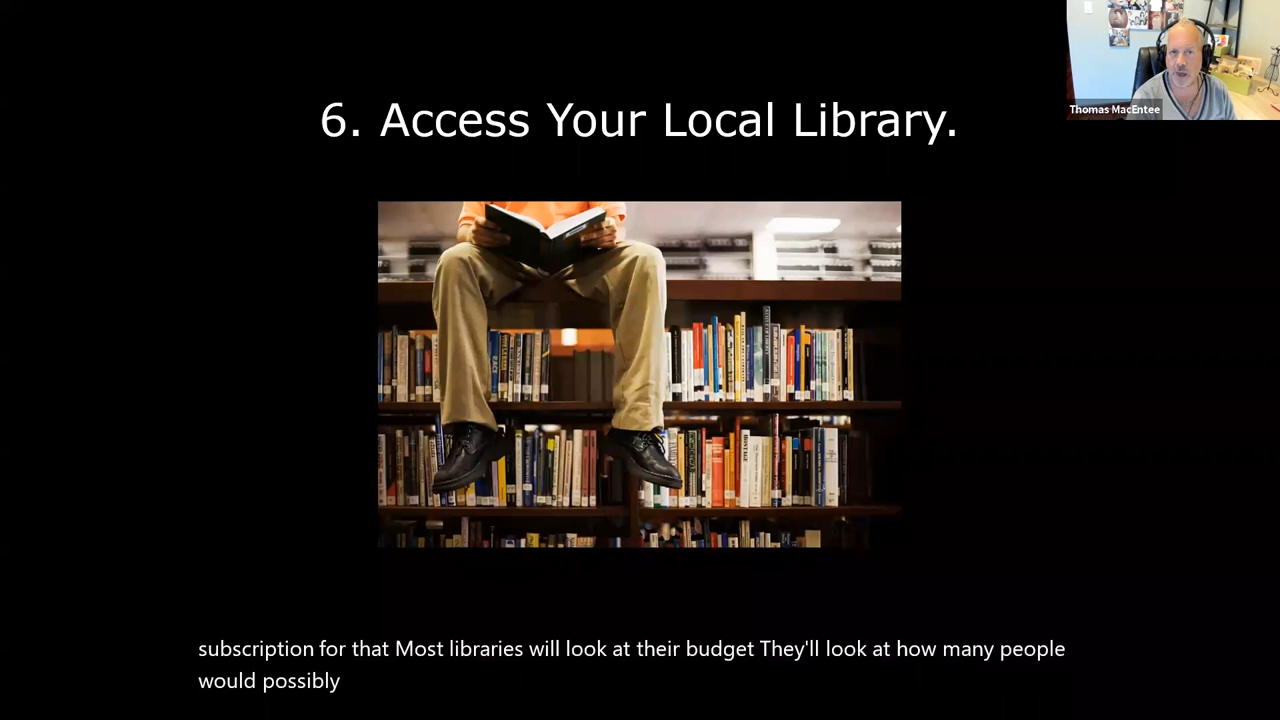 6. Access Your Local Library.
Thomas MacEntee
subscription for that Most libraries will look at their budget They'll look at how many people
would possibly